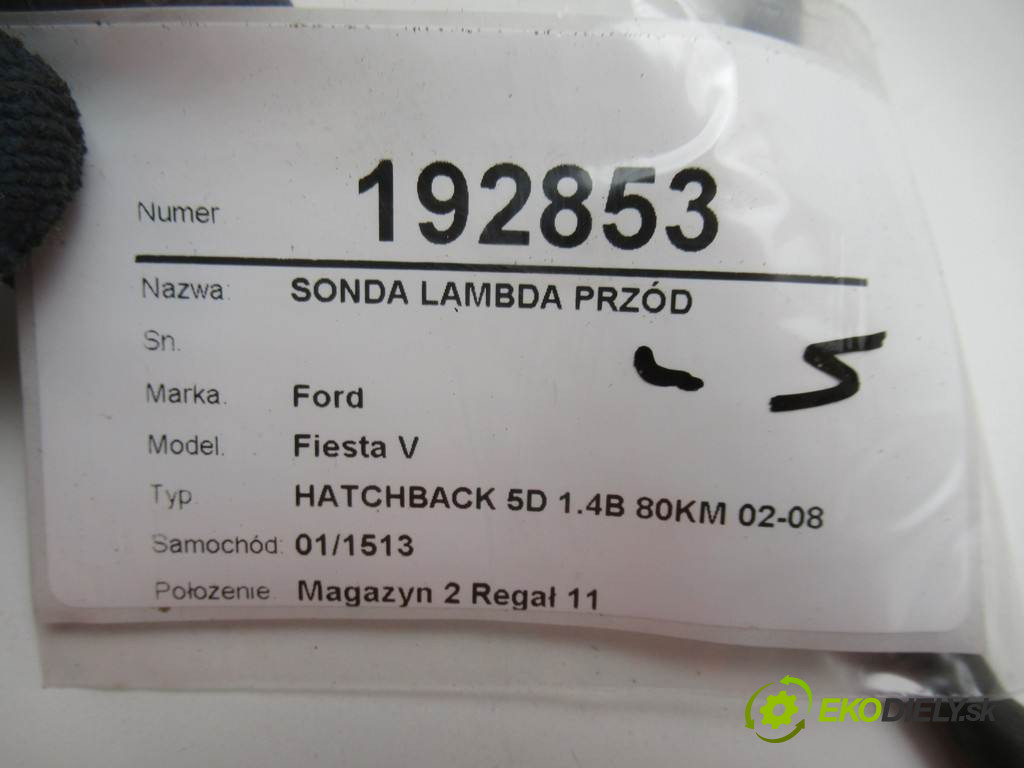 Numer 192853
Nazwa: SONDA LAMBDA PRZÓD
Sn.
Marka. Ford
Model. Fiesta V
Typ HATCHBACK 5D 1.4B 80KM 02-08
Samochód: 01/1513
Położenie. Magazyn 2 Regał 11
EKODIELY.sk